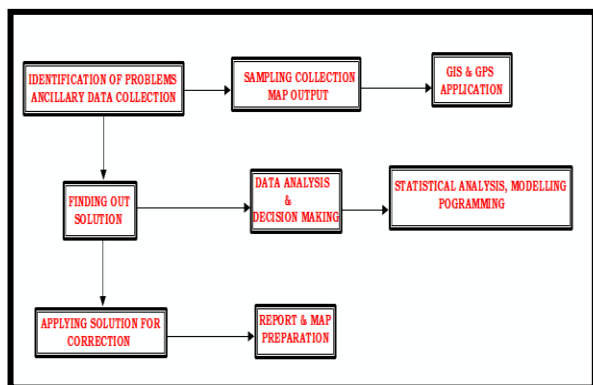 IDENTIFICATION OF PROBLEMS
ANCILLARY DATA COLLECTION
SAMPLING COLLECTION
MAP OUTPUT
GIS & GPS
APPLICATION
FINDING OUT
SOLUTION
DATA ANALYSIS
&
DECISION MAKING
STATISTICAL ANALYSIS, MODELLING
POGRAMMING
APPLYING SOLUTION FOR
CORRECTION
REPORT & MAP
PREPARATION